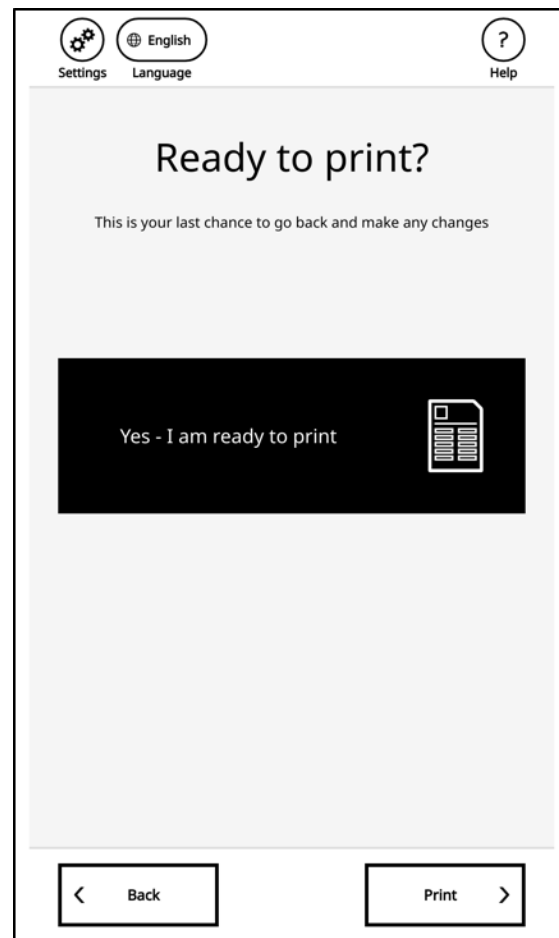 English
?
Settings
Language
Help
Ready to print?
This is your last chance to go back and make any changes
Yes - I am ready to print
Back
Print